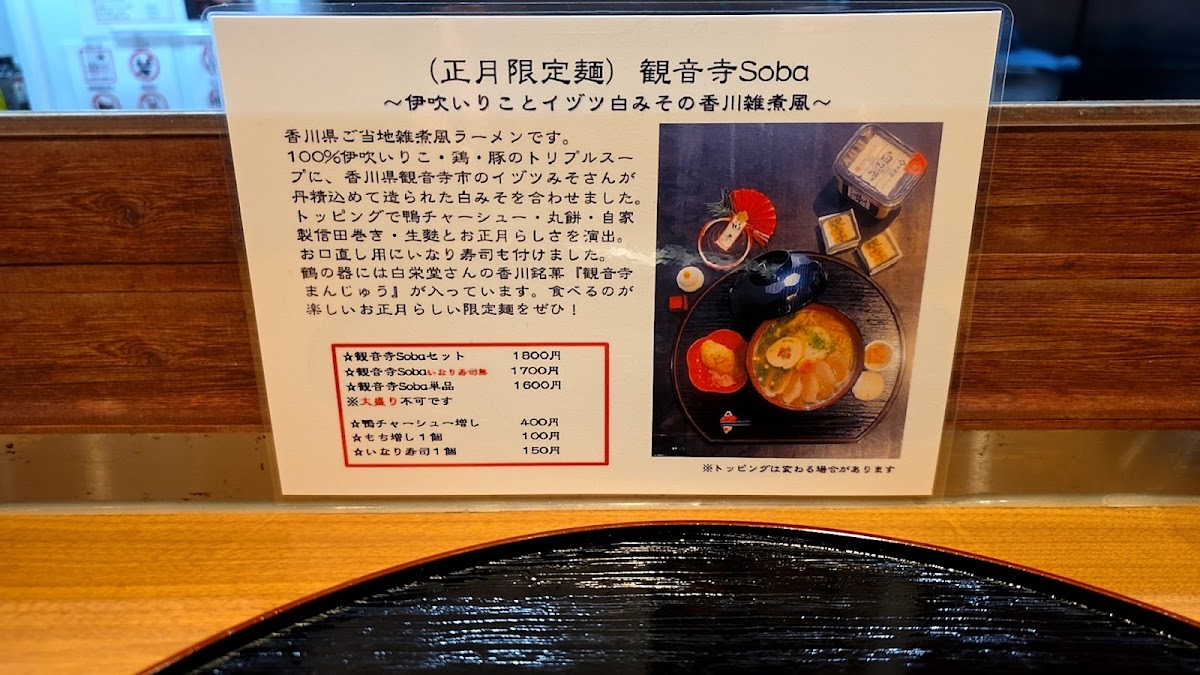 （正月限定麺）観音寺Soba
～伊吹いりことイヅツ白みその香川雑煮風～
香川県ご当地雑煮風ラーメンです。
100%伊吹いりこ・鶏・豚のトリプルスー
プに、香川県観音寺市のイヅツみそさんが
丹精込めて造られた白みそを合わせました。
トッピングで鴨チャーシュー・丸餅・自家
製信田巻き・生麩とお正月らしさを演出。
お口直し用にいなり寿司も付けました。
鶴の器には白栄堂さんの香川銘菓『観音寺
まんじゅう』が入っています。食べるのが
楽しいお正月らしい限定麺をぜひ！
☆観音寺Sobaセット 1800円
☆観音寺Sobaいなり寿司無 1700円
☆観音寺Soba単品 1600円
※大盛り不可です
☆鴨チャーシュー増し 400円
☆もち増し１個 100円
☆いなり寿司１個 150円
※トッピングは変わる場合があります